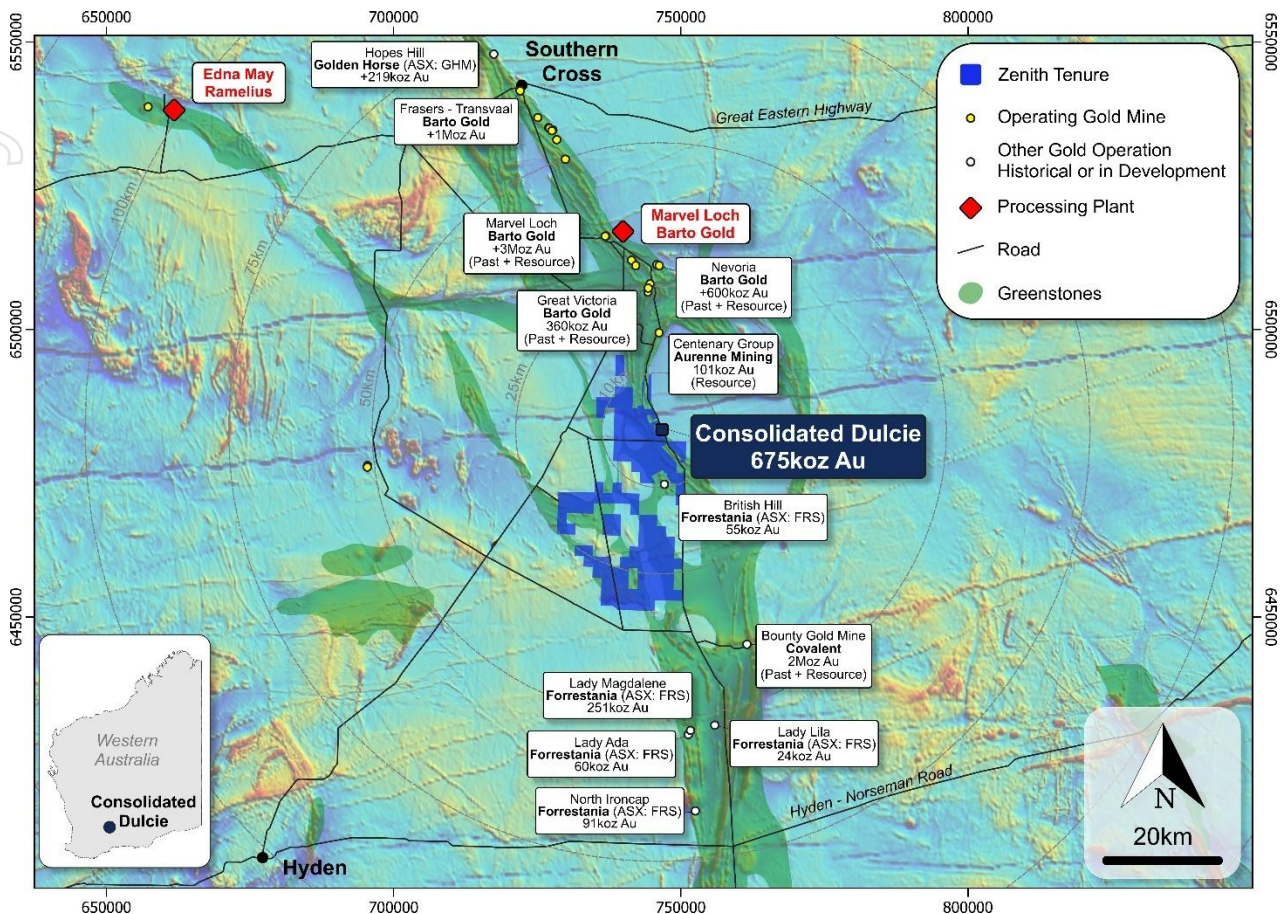 650000
700000
750000
800000
6550000
6500000
6450000
6550000
6500000
6450000
650000
700000
750000
800000
Hopes Hill
Golden Horse (ASX: GHM)
+219koz Au
Southern
Cross
Edna May
Ramelius
Frasers - Transvaal
Barto Gold
+1Moz Au
Great Eastern Highway
100km
75km
50km
25km
Marvel Loch
Barto Gold
+3Moz Au
(Past + Resource)
Marvel Loch
Barto Gold
Nevoria
Barto Gold
+600koz Au
(Past + Resource)
Great Victoria
Barto Gold
360koz Au
(Past + Resource)
Centenary Group
Aurenne Mining
101koz Au
(Resource)
Consolidated Dulcie
675koz Au
British Hill
Forrestania (ASX: FRS)
55koz Au
Bounty Gold Mine
Covalent
2Moz Au
(Past + Resource)
Lady Magdalene
Forrestania (ASX: FRS)
251koz Au
Lady Ada
Forrestania (ASX: FRS)
60koz Au
Lady Lila
Forrestania (ASX: FRS)
24koz Au
North Ironcap
Forrestania (ASX: FRS)
91koz Au
Hyden - Norseman Road
Hyden
Zenith Tenure
Operating Gold Mine
Other Gold Operation
Historical or in Development
Processing Plant
Road
Greenstones
Western
Australia
Consolidated
Dulcie
N
20km